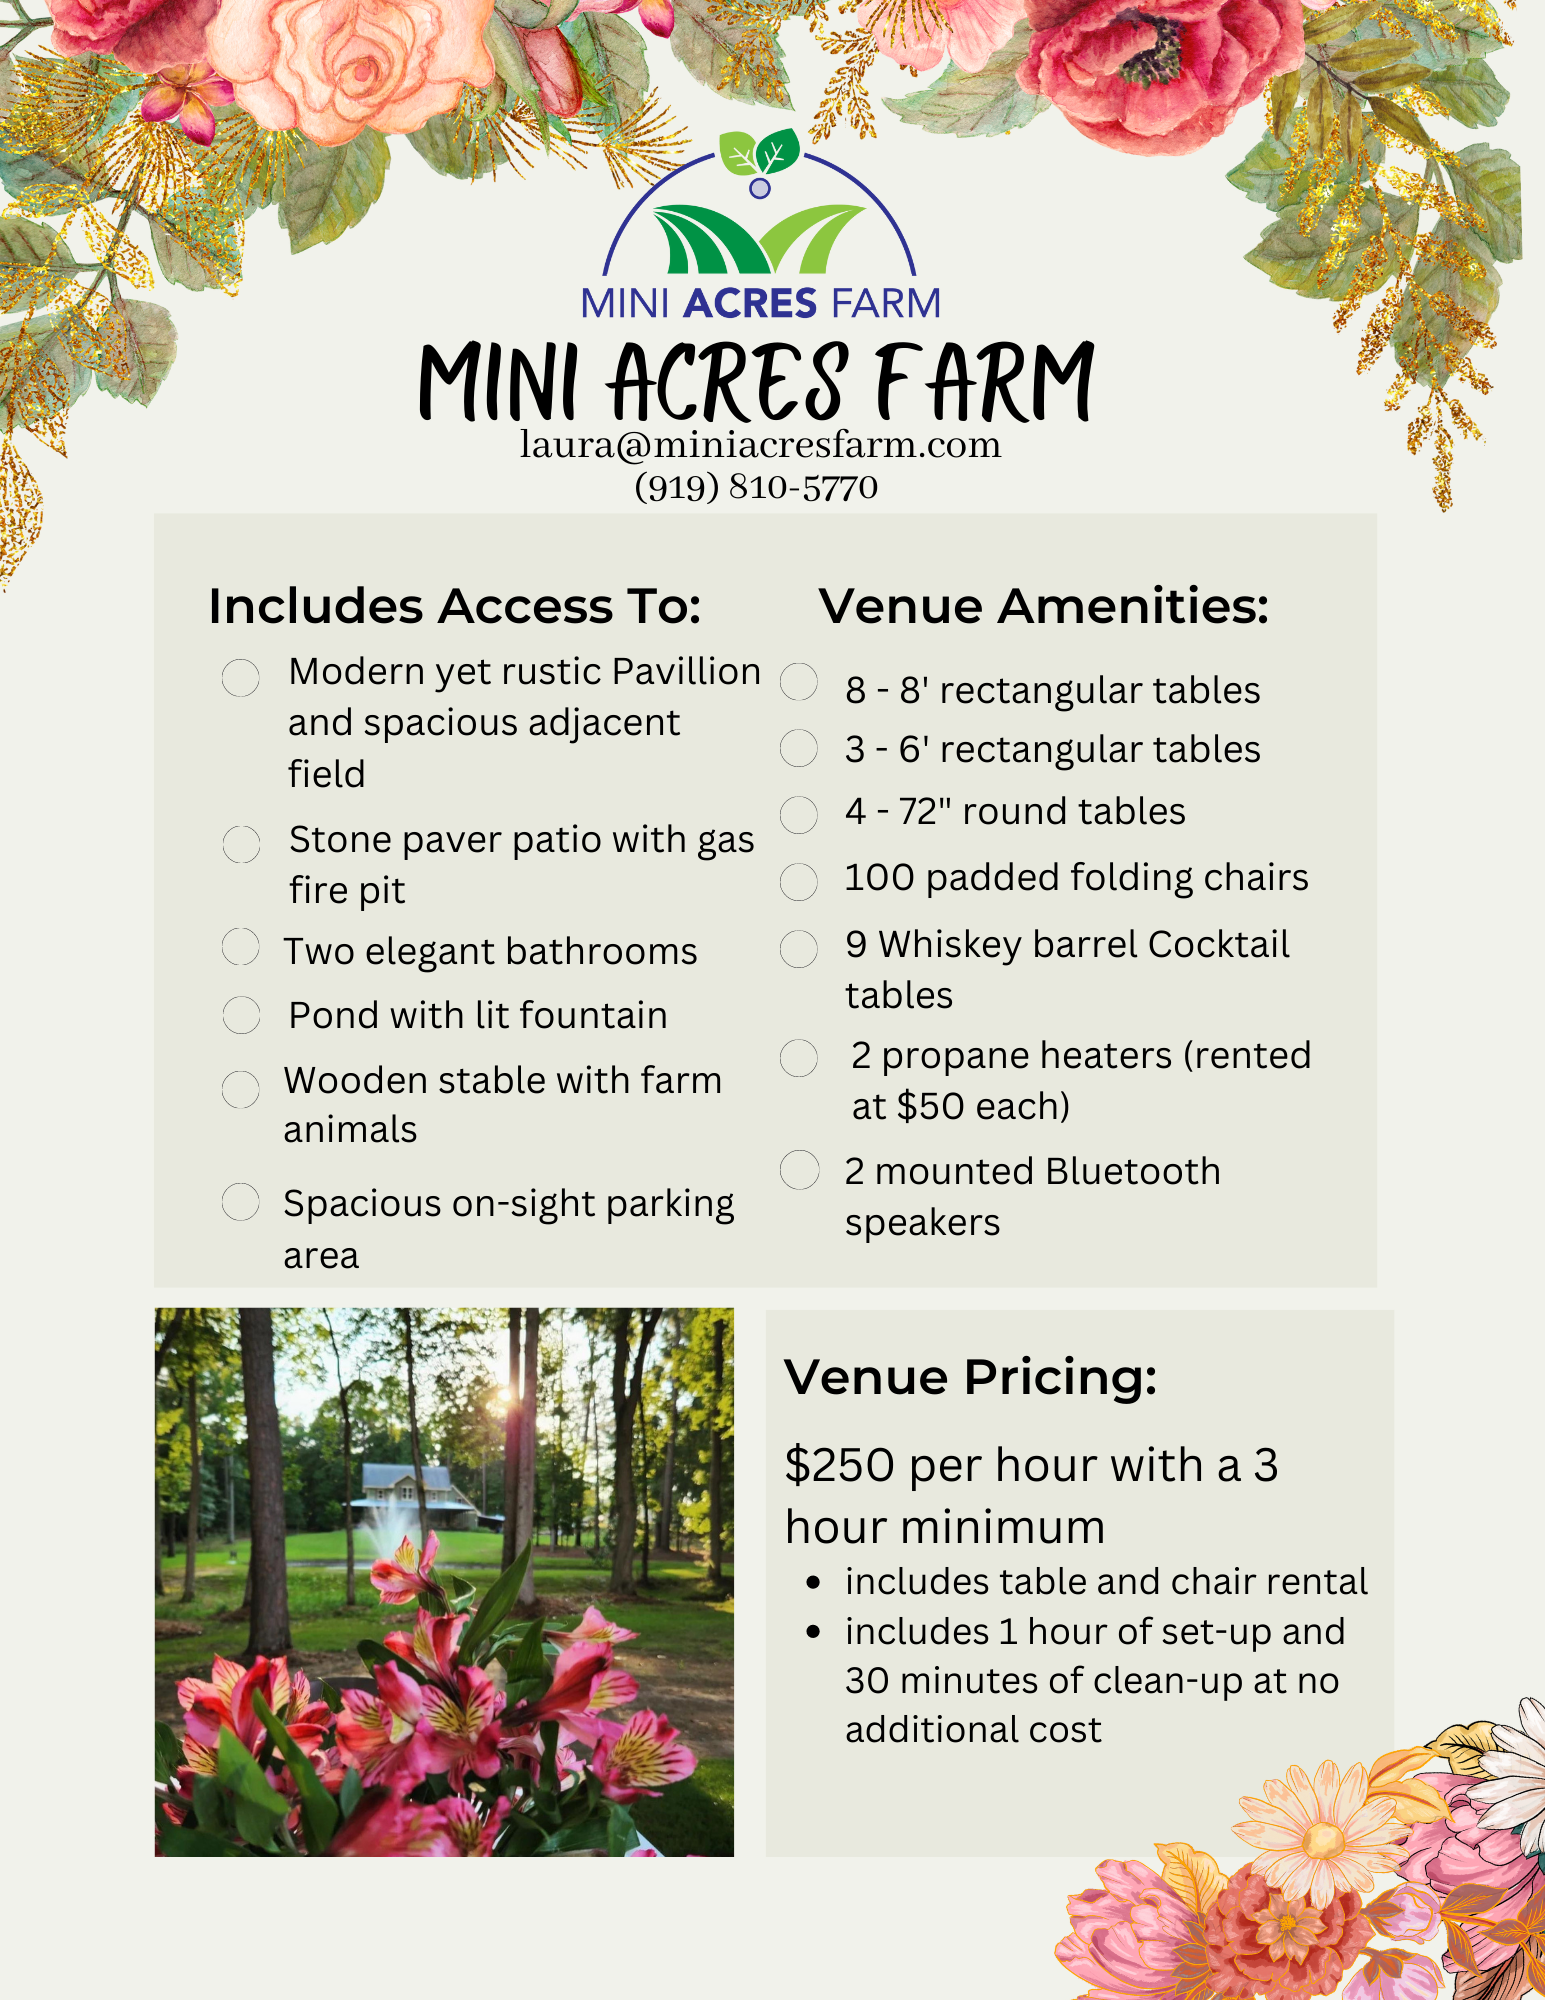 MINI ACRES FARM
MINI ACRES FARM
laura@miniacresfarm.com
(919) 810-5770
Includes Access To:
Modern yet rustic Pavillion
and spacious adjacent
field
Stone paver patio with gas
fire pit
Two elegant bathrooms
Pond with lit fountain
Wooden stable with farm
animals
Spacious on-sight parking
area
Venue Amenities:
8 - 8' rectangular tables
3 - 6' rectangular tables
4 - 72" round tables
100 padded folding chairs
9 Whiskey barrel Cocktail
tables
2 propane heaters (rented
at $50 each)
2 mounted Bluetooth
speakers
Venue Pricing:
$250 per hour with a 3
hour minimum
• includes table and chair rental
• includes 1 hour of set-up and
30 minutes of clean-up at no
additional cost